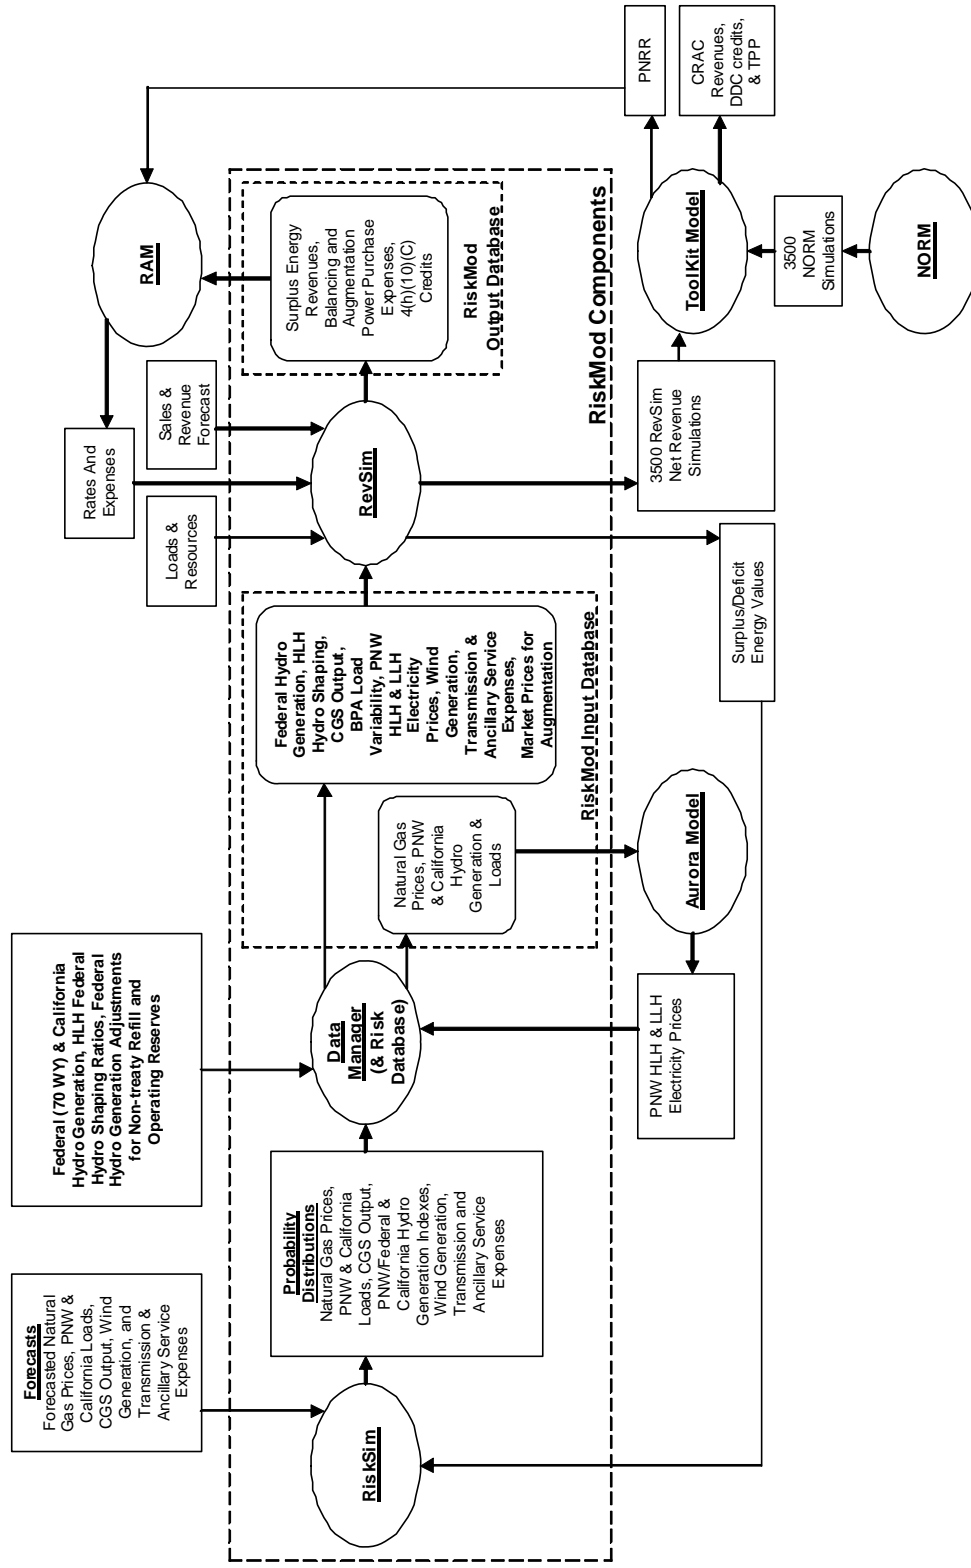 Forecasts
Forecasted Natural
Gas Prices, PNW &
California Loads,
CGS Output, Wind
Generation, and
Transmission &
Ancillary Service
Expenses
Federal (70 WY) & California
Hydro Generation, HLH Federal
Hydro Shaping Ratios, Federal
Hydro Generation Adjustments
for Non-treaty Refill and
Operating Reserves
Loads &
Resources
Rates And
Expenses
Sales &
Revenue
Forecast
RAM
RiskSim
Probability
Distributions
Natural Gas Prices,
PNW & California
Loads, CGS Output,
PNW/Federal &
California Hydro
Generation Indexes,
Wind Generation,
Transmission and
Ancillary Service
Expenses
Data
Manager
(& Risk
Database)
Federal Hydro
Generation, HLH
Hydro Shaping,
CGS Output,
BPA Load
Variability, PNW
HLH & LLH
Electricity
Prices, Wind
Generation,
Transmission &
Ancillary Service
Expenses,
Market Prices for
Augmentation
Natural Gas
Prices, PNW
& California
Hydro
Generation &
Loads
RiskMod Input Database
RevSim
Surplus Energy
Revenues,
Balancing and
Augmentation
Power Purchase
Expenses,
4(h)(10)(C)
Credits
RiskMod
Output Database
RiskMod Components
PNW HLH & LLH
Electricity Prices
Aurora Model
Surplus/Deficit
Energy Values
3500 RevSim
Net Revenue
Simulations
ToolKit Model
PNRR
CRAC
Revenues,
DDC credits,
& TPP
3500
NORM
Simulations
NORM